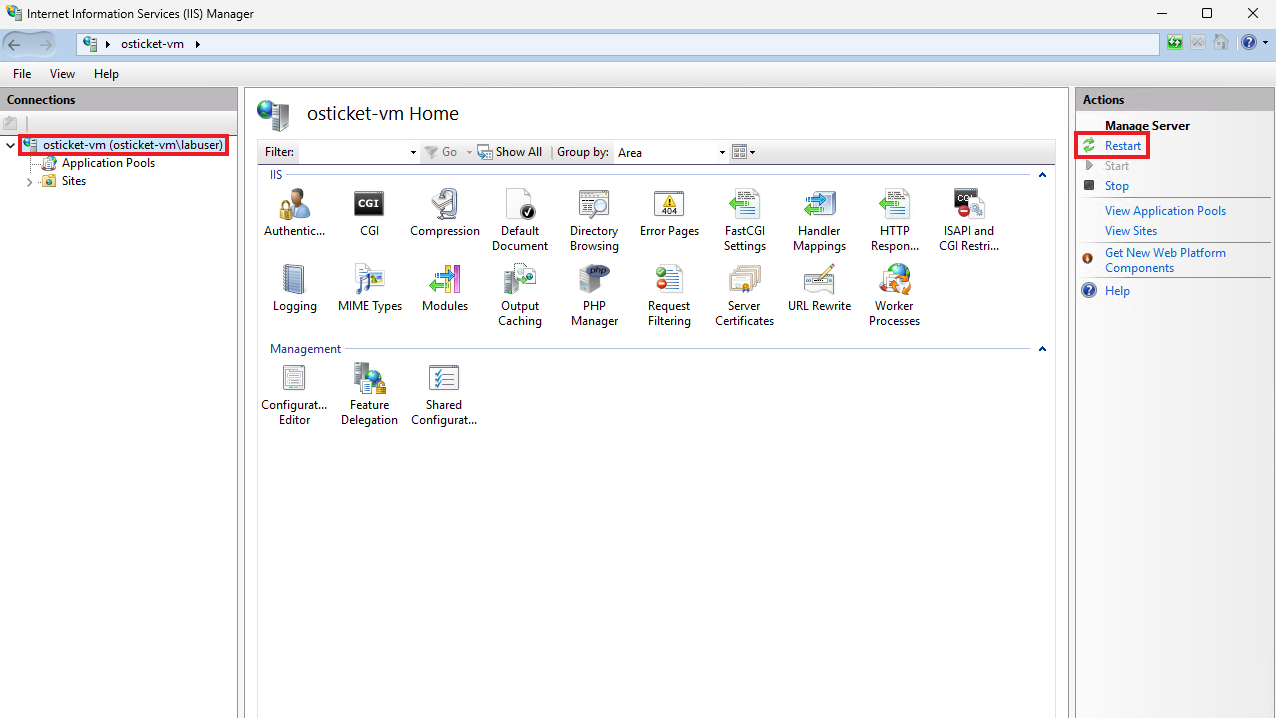 Internet Information Services (IIS) Manager
osticket-vm
File View Help
Connections
osticket-vm (osticket-vm\labuser)
Application Pools
Sites
osticket-vm Home
Filter: Go Show All Group by: Area
IIS
Authentic... CGI Compression Default Document Directory Browsing Error Pages FastCGI Settings Handler Mappings HTTP Respon... ISAPI and CGI Restri...
Logging MIME Types Modules Output Caching PHP Manager Request Filtering Server Certificates URL Rewrite Worker Processes
Management
Configurat... Editor Feature Delegation Shared Configurat...
Actions
Manage Server
Restart
Start
Stop
View Application Pools
View Sites
Get New Web Platform
Components
Help